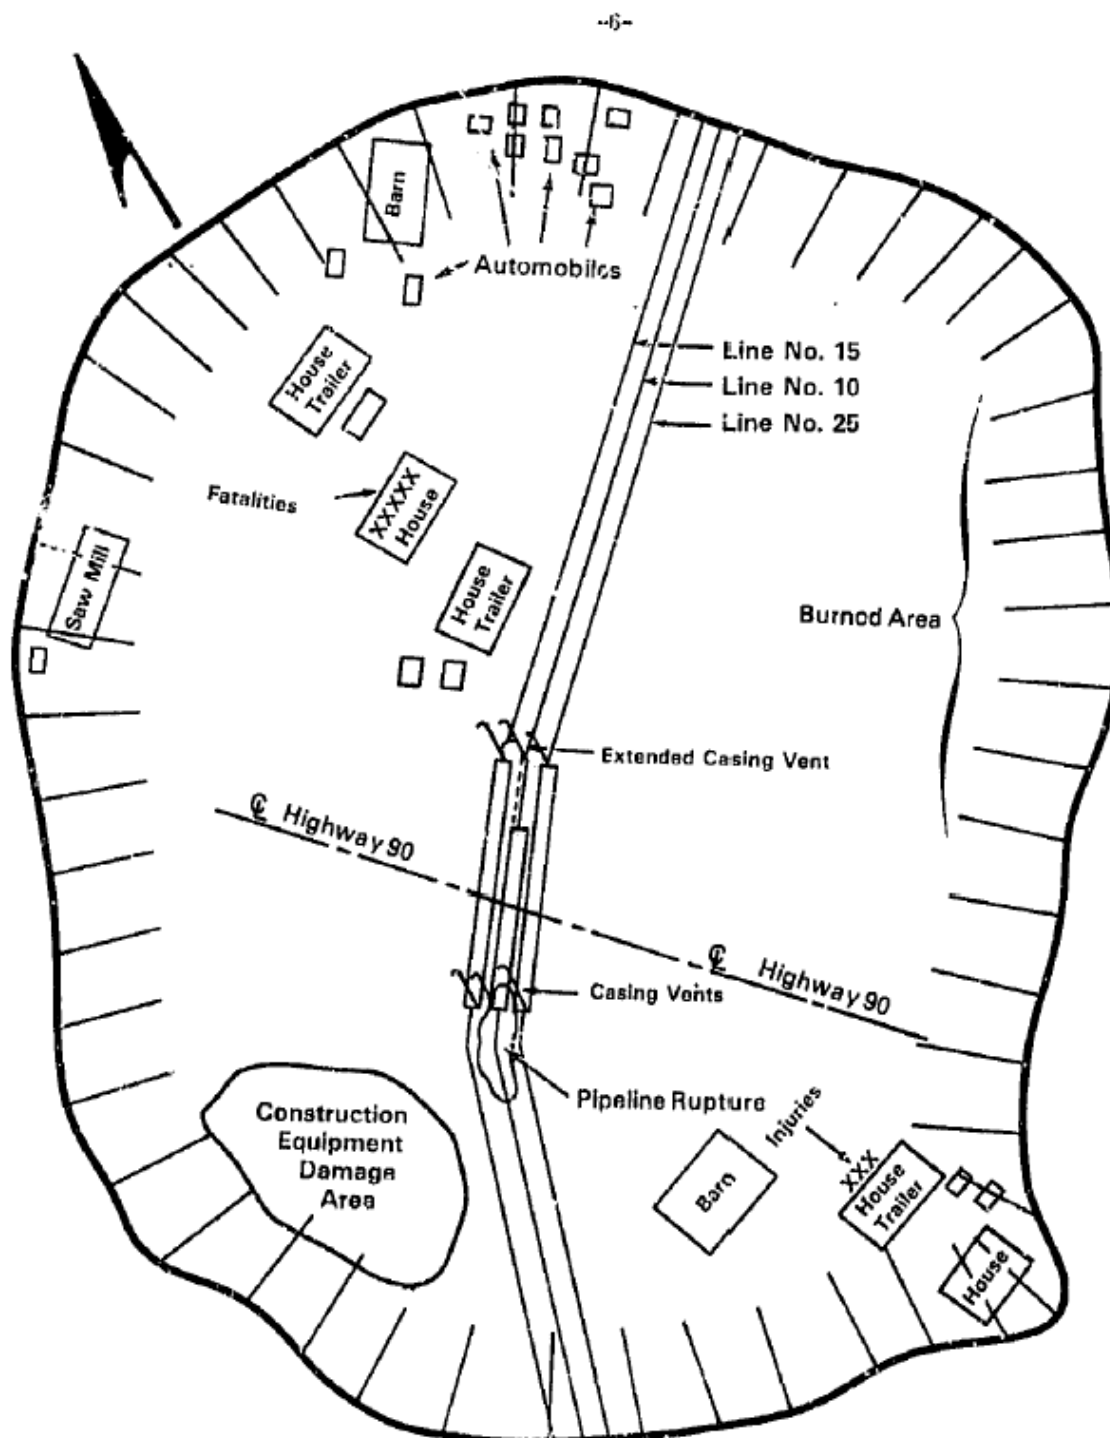 --6--
Barn
Automobiles
Line No. 15
Line No. 10
Line No. 25
House
Trailer
Fatalities
XXXXX
House
Saw Mill
House
Trailer
Burned Area
Extended Casing Vent
℄ Highway 90
℄ Highway 90
Casing Vents
Pipeline Rupture
Construction
Equipment
Damage
Area
Injuries
XXX
House
Trailer
Barn
House